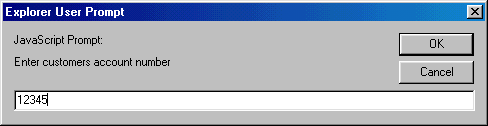 Explorer User Prompt
JavaScript Prompt:
OK
Enter customers account number
Cancel
12345